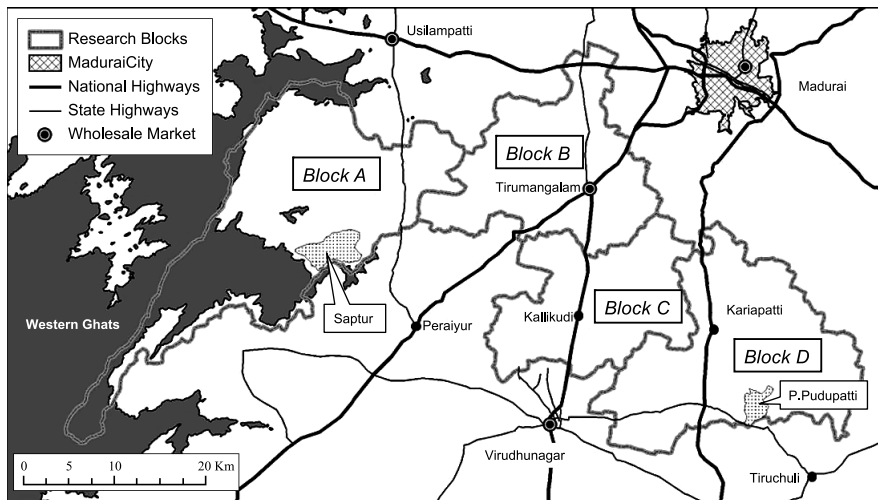 Research Blocks
MaduraiCity
National Highways
State Highways
Wholesale Market
Usilampatti
Madurai
Block A
Block B
Tirumangalam
Saptur
Western Ghats
Peraiyur
Kallikudi
Block C
Kariapatti
Block D
P.Pudupatti
Virudhunagar
Tiruchuli
0 5 10 20 Km